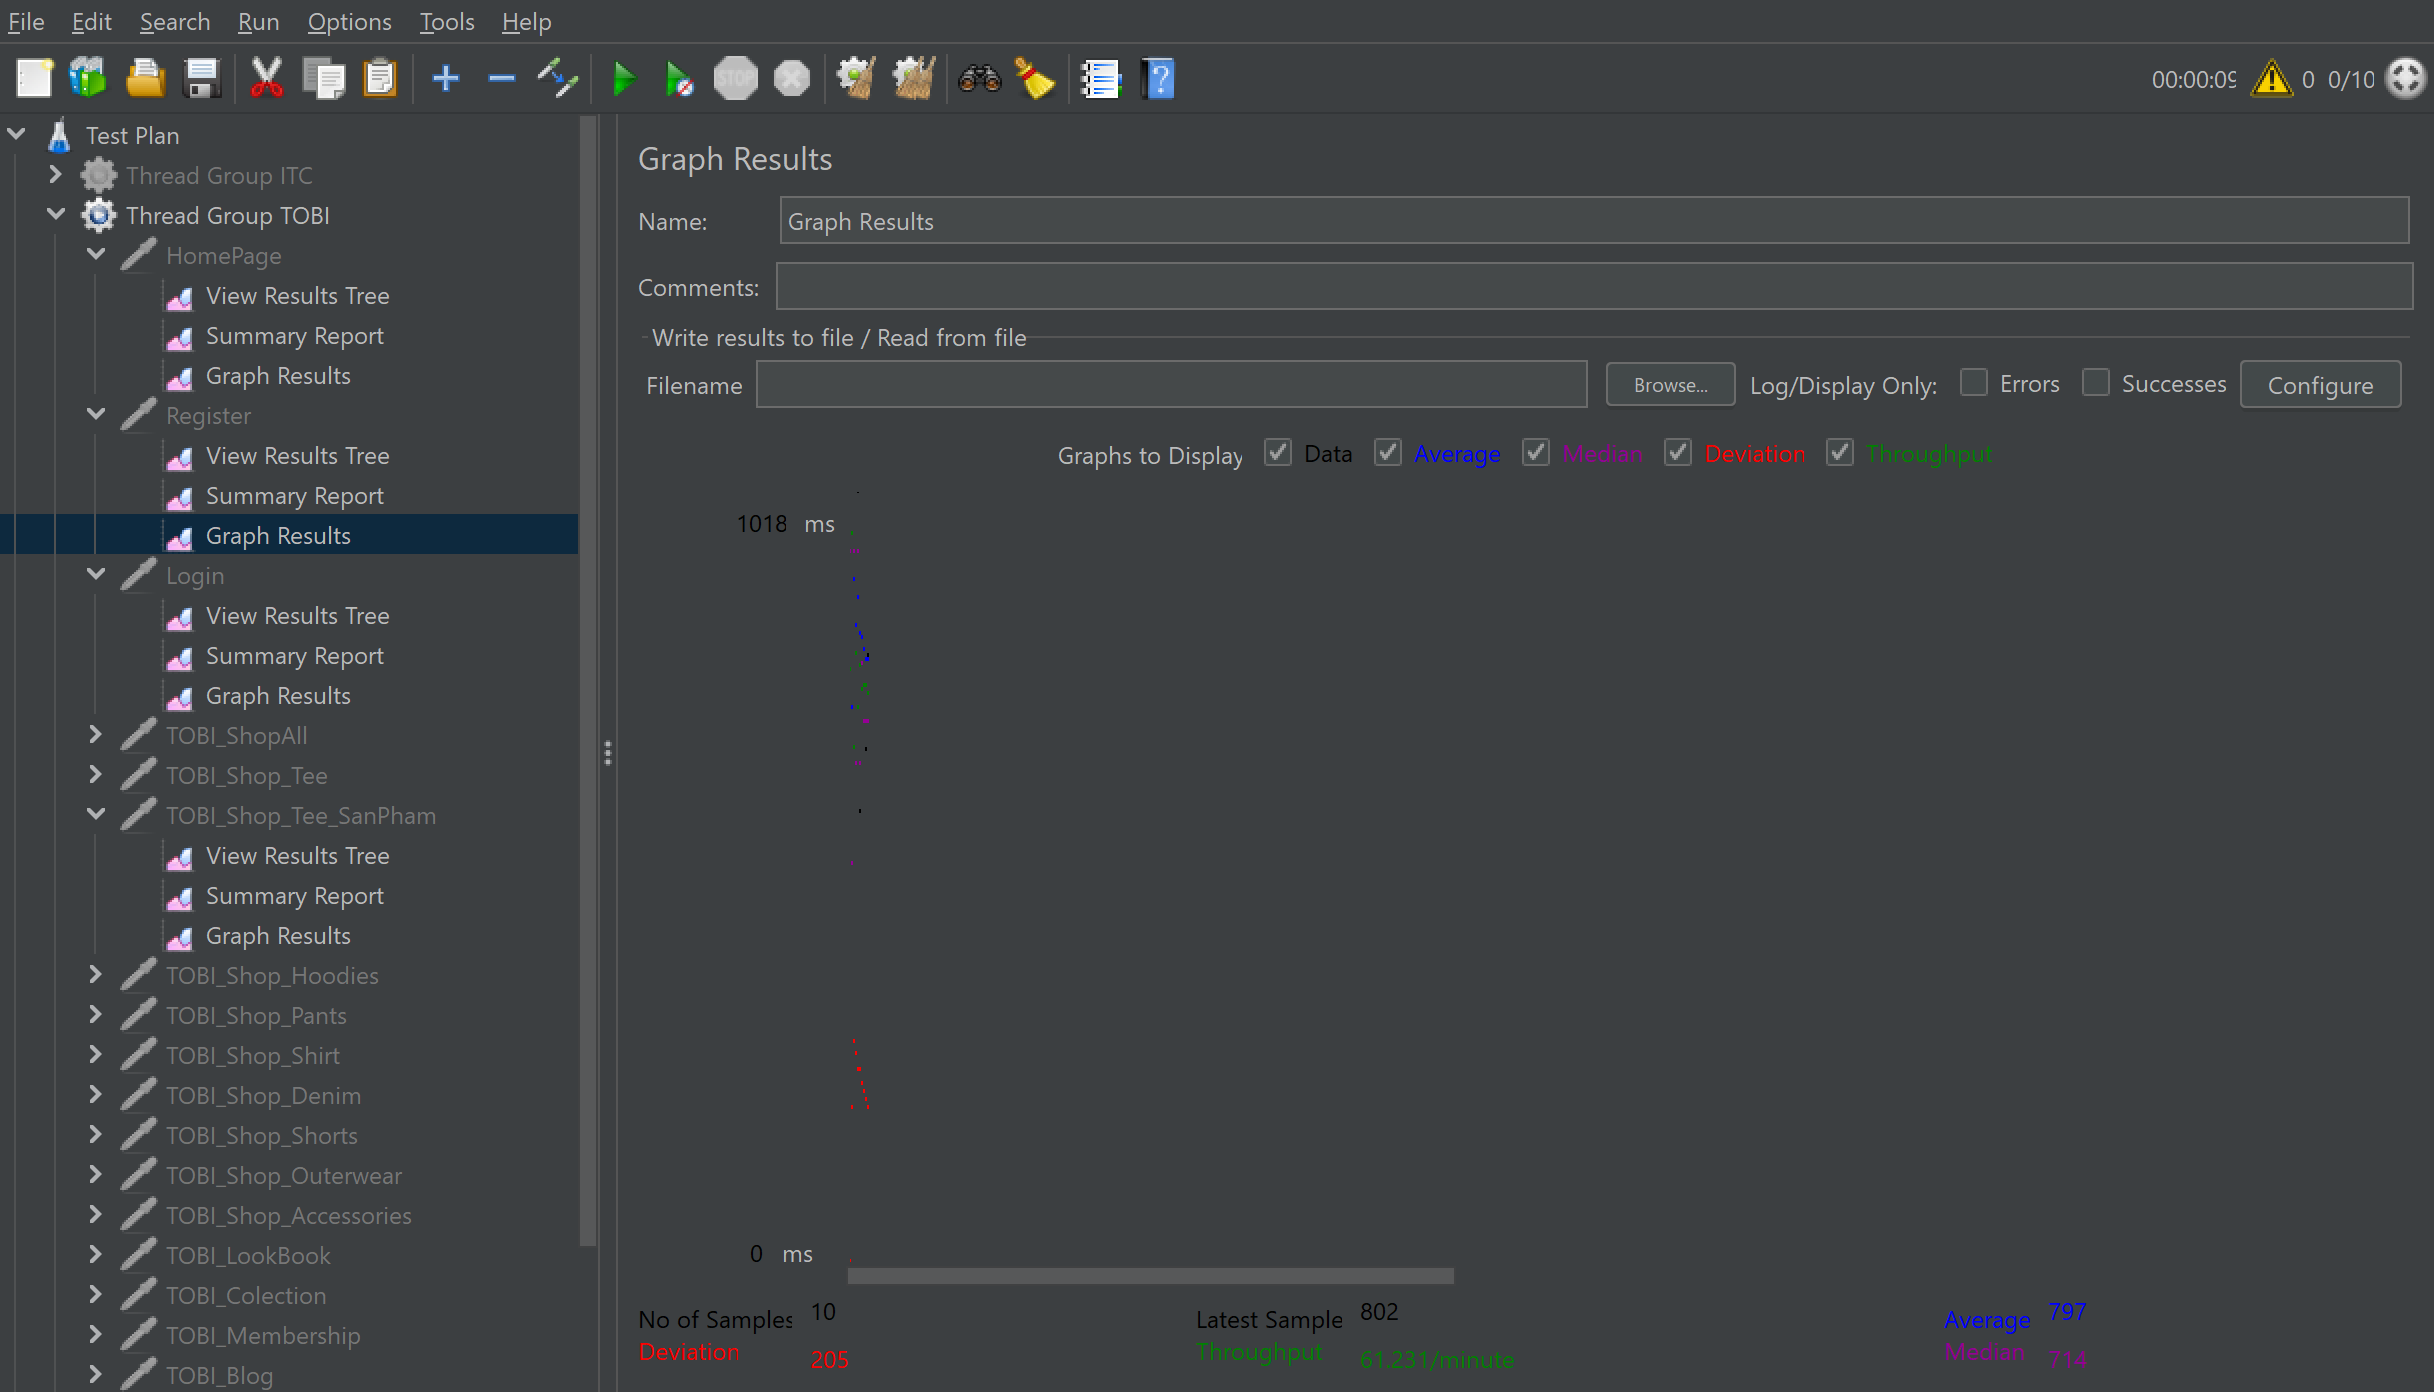 File Edit Search Run Options Tools Help
STOP
00:00:09 0 0/10
Test Plan
Thread Group ITC
Thread Group TOBI
HomePage
View Results Tree
Summary Report
Graph Results
Register
View Results Tree
Summary Report
Graph Results
Login
View Results Tree
Summary Report
Graph Results
TOBI_ShopAll
TOBI_Shop_Tee
TOBI_Shop_Tee_SanPham
View Results Tree
Summary Report
Graph Results
TOBI_Shop_Hoodies
TOBI_Shop_Pants
TOBI_Shop_Shirt
TOBI_Shop_Denim
TOBI_Shop_Shorts
TOBI_Shop_Outerwear
TOBI_Shop_Accessories
TOBI_LookBook
TOBI_Colection
TOBI_Membership
TOBI_Blog
Graph Results
Name: Graph Results
Comments:
Write results to file / Read from file
Filename Browse... Log/Display Only: Errors Successes Configure
Graphs to Display Data Average Median Deviation Throughput
1018 ms
0 ms
No of Samples 10 Latest Sample 802 Average 797
Deviation 205 Throughput 61.231/minute Median 714